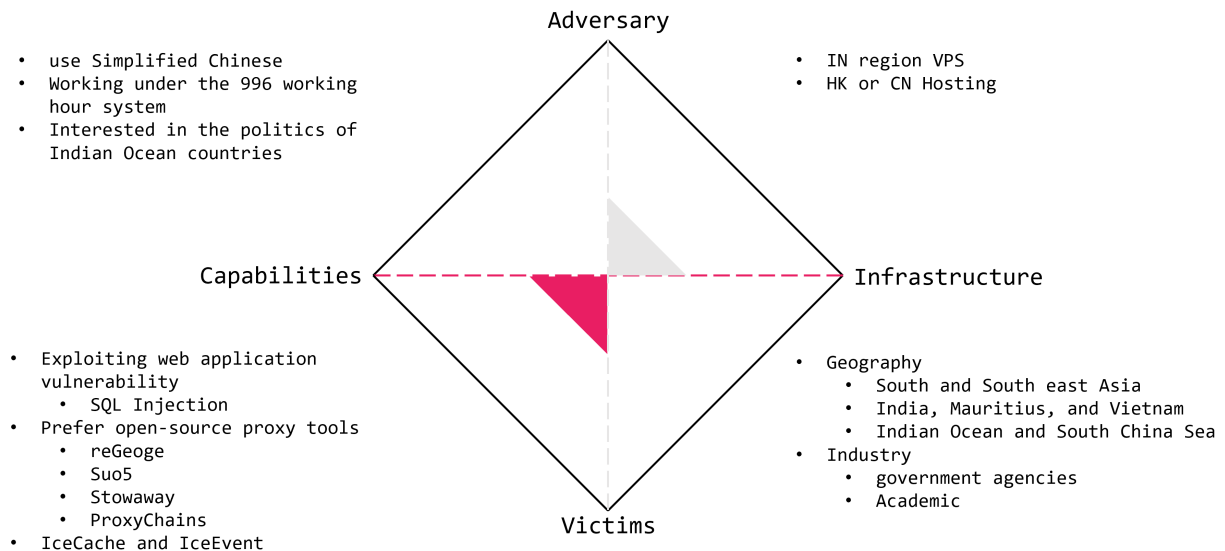 Adversary
• use Simplified Chinese
• Working under the 996 working
hour system
• Interested in the politics of
Indian Ocean countries
• IN region VPS
• HK or CN Hosting
Capabilities
Infrastructure
• Exploiting web application
vulnerability
• SQL Injection
• Prefer open-source proxy tools
• reGeoge
• Suo5
• Stowaway
• ProxyChains
• IceCache and IceEvent
• Geography
• South and South east Asia
• India, Mauritius, and Vietnam
• Indian Ocean and South China Sea
• Industry
• government agencies
• Academic
Victims